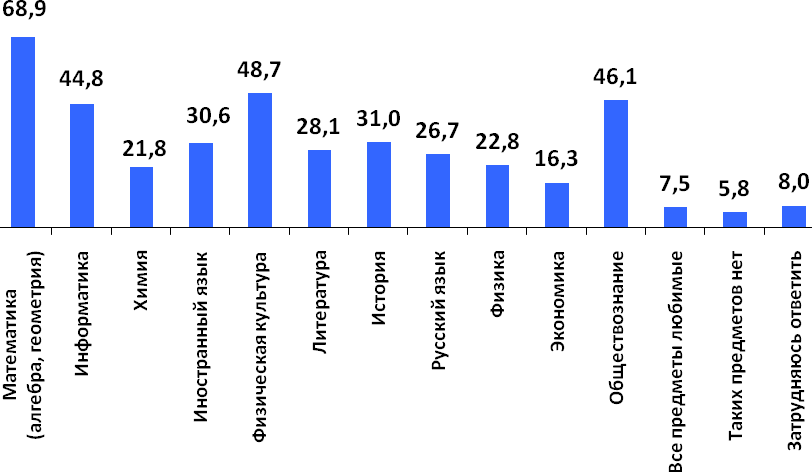 68,9
44,8
21,8
30,6
48,7
28,1
31,0
26,7
22,8
16,3
46,1
7,5
5,8
8,0
Математика
(алгебра, геометрия)
Информатика
Химия
Иностранный язык
Физическая культура
Литература
История
Русский язык
Физика
Экономика
Обществознание
Все предметы любимые
Таких предметов нет
Затрудняюсь ответить